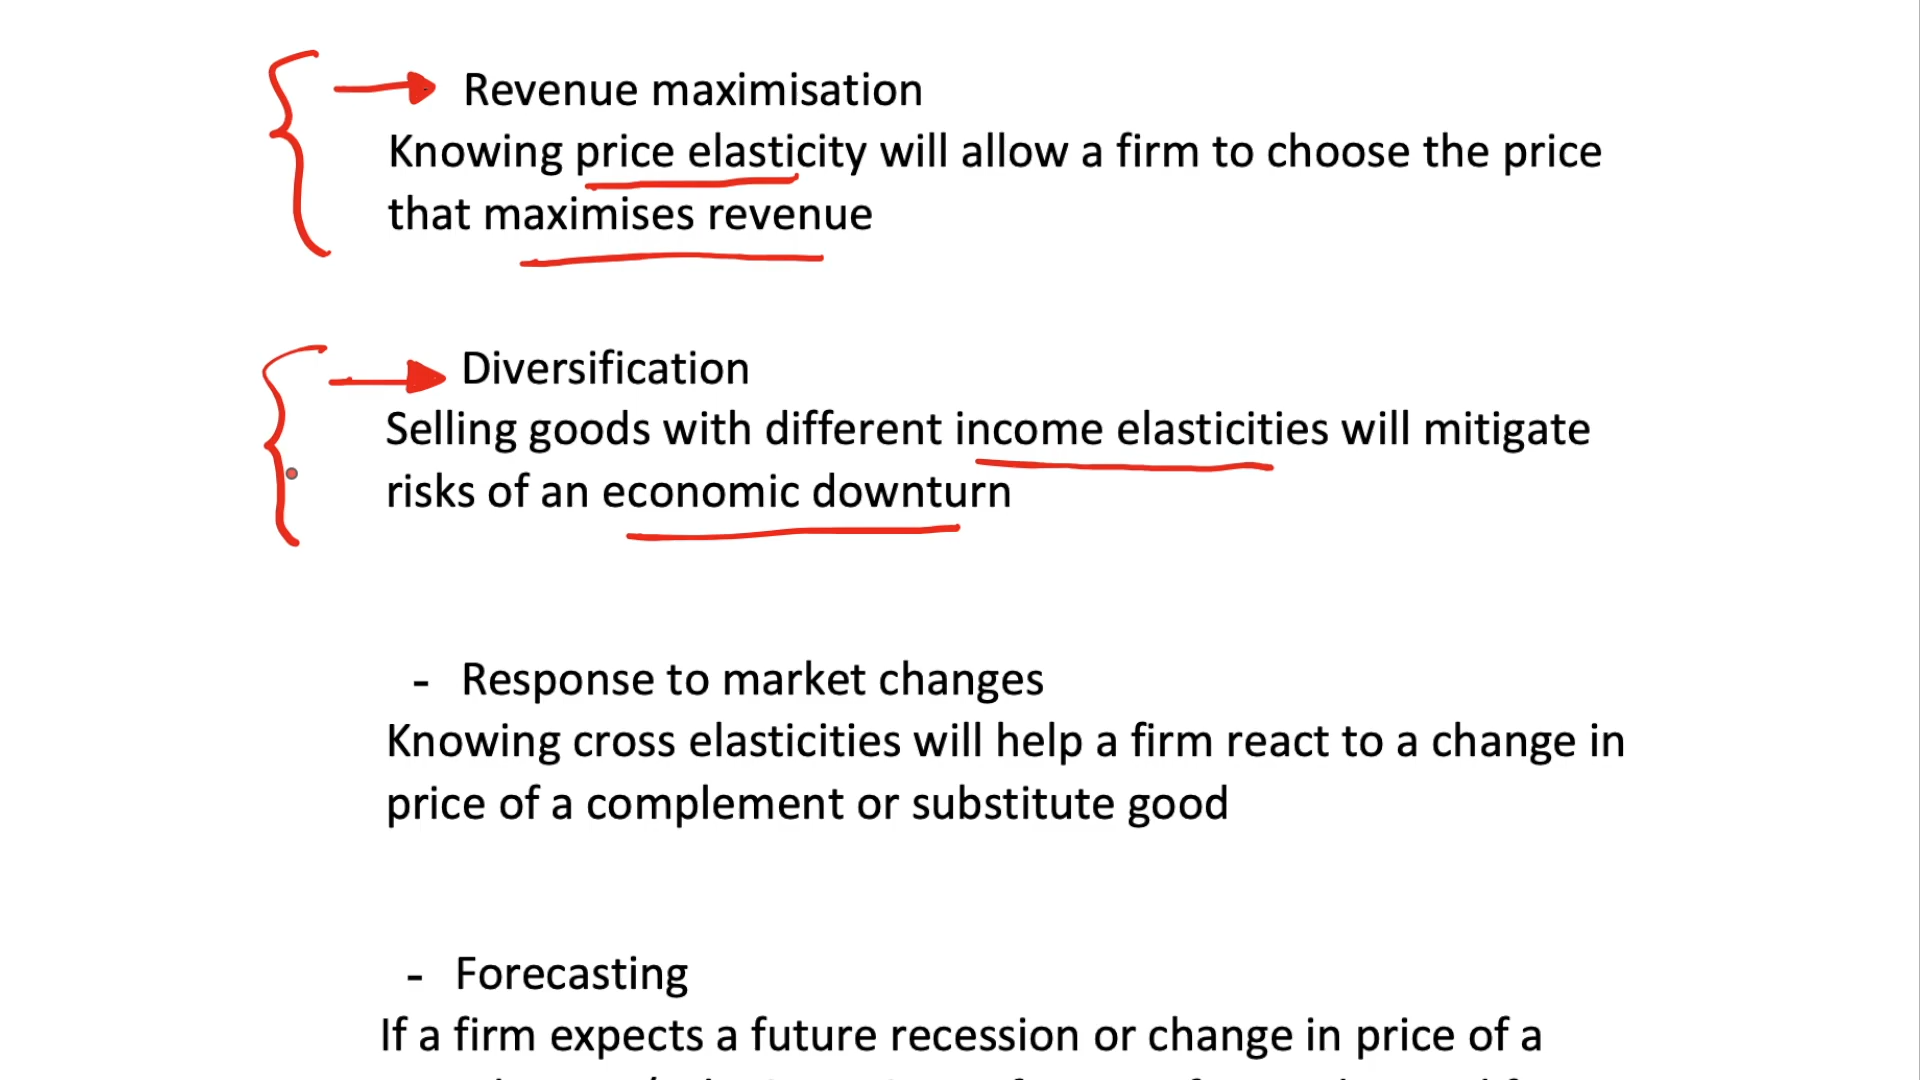 Revenue maximisation
Knowing price elasticity will allow a firm to choose the price
that maximises revenue
Diversification
Selling goods with different income elasticities will mitigate
risks of an economic downturn
- Response to market changes
Knowing cross elasticities will help a firm react to a change in
price of a complement or substitute good
- Forecasting
If a firm expects a future recession or change in price of a